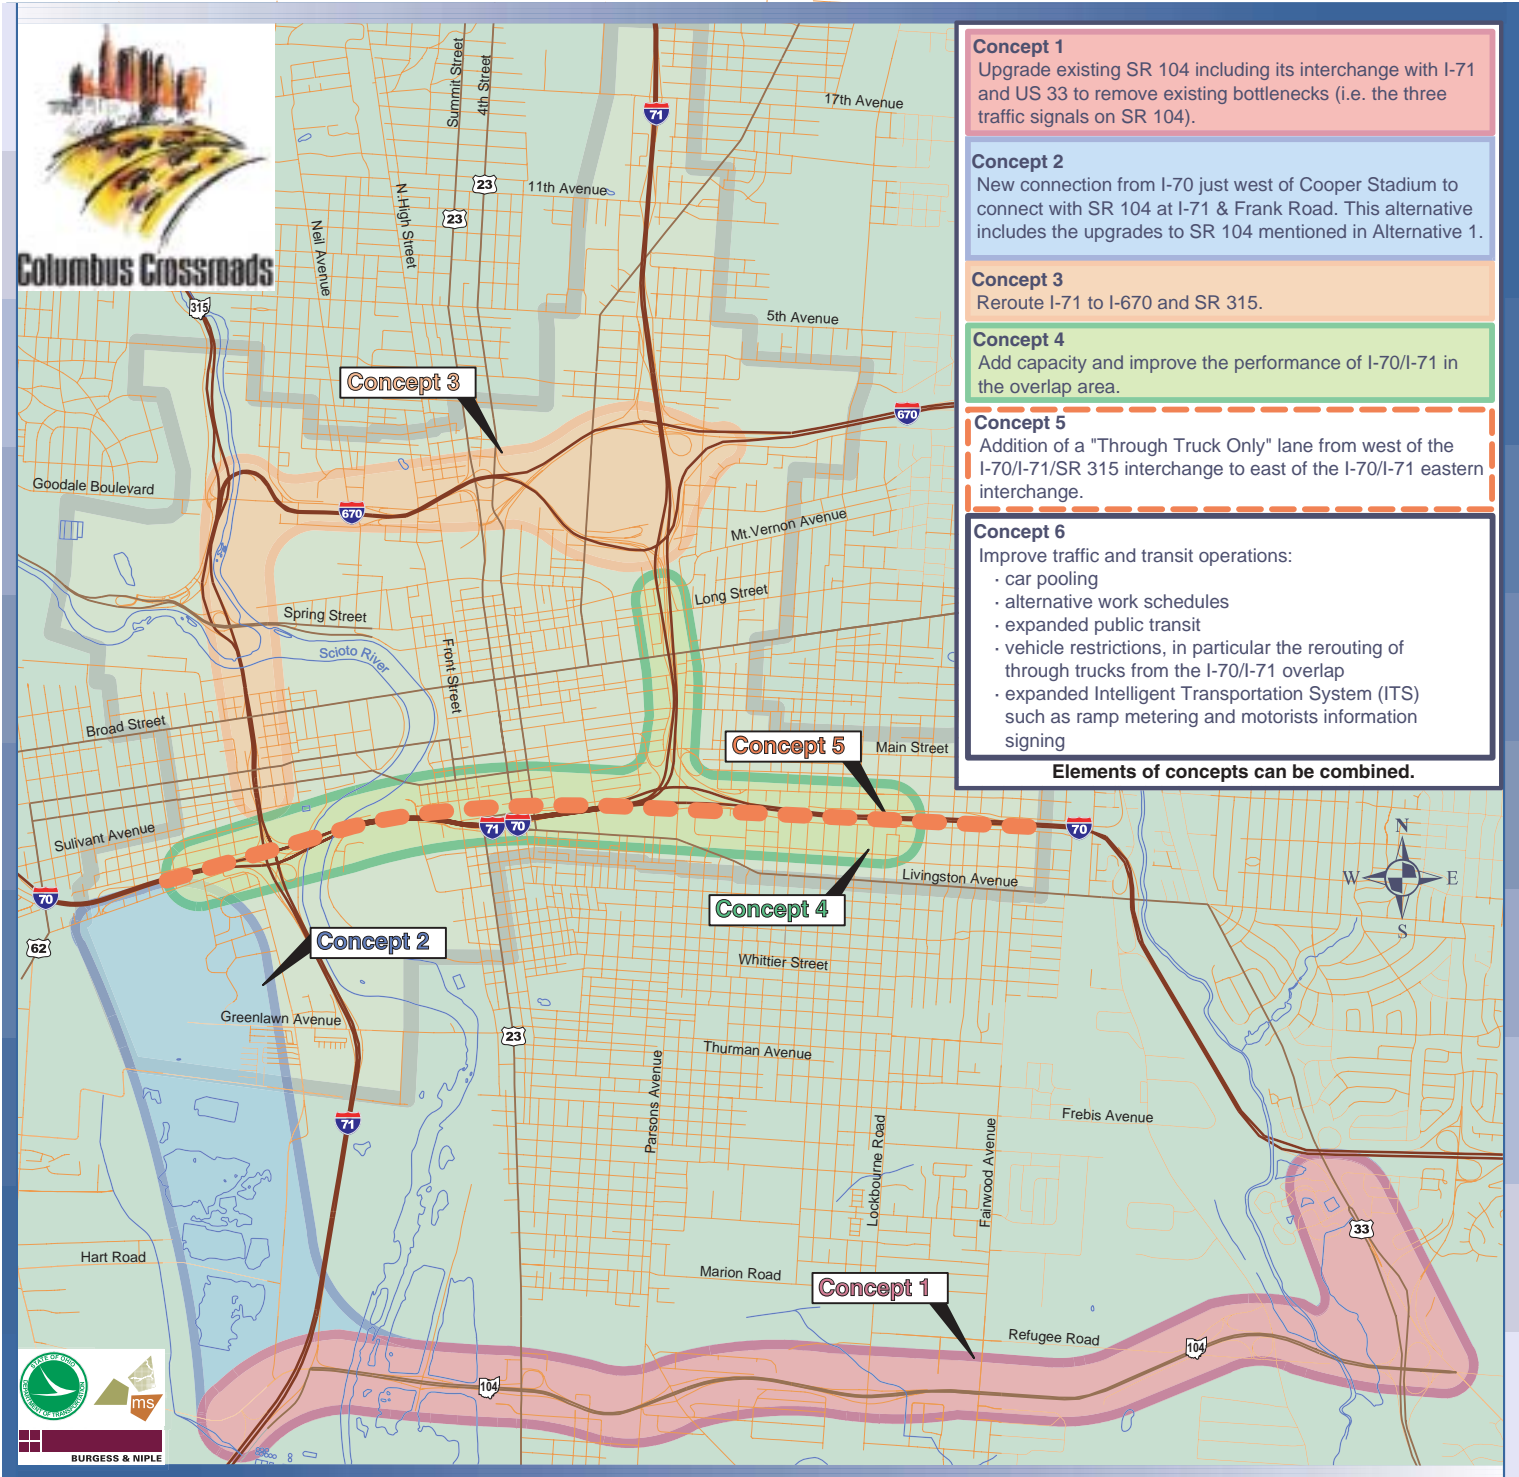 Columbus Crossroads
Concept 1
Upgrade existing SR 104 including its interchange with I-71
and US 33 to remove existing bottlenecks (i.e. the three
traffic signals on SR 104).
Concept 2
New connection from I-70 just west of Cooper Stadium to
connect with SR 104 at I-71 & Frank Road. This alternative
includes the upgrades to SR 104 mentioned in Alternative 1.
Concept 3
Reroute I-71 to I-670 and SR 315.
Concept 4
Add capacity and improve the performance of I-70/I-71 in
the overlap area.
Concept 5
Addition of a "Through Truck Only" lane from west of the
I-70/I-71/SR 315 interchange to east of the I-70/I-71 eastern
interchange.
Concept 6
Improve traffic and transit operations:
· car pooling
· alternative work schedules
· expanded public transit
· vehicle restrictions, in particular the rerouting of
through trucks from the I-70/I-71 overlap
· expanded Intelligent Transportation System (ITS)
such as ramp metering and motorists information
signing
Elements of concepts can be combined.
Summit Street
4th Street
71
17th Avenue
23
11th Avenue
23
N.High Street
Neil Avenue
315
5th Avenue
Concept 3
670
Goodale Boulevard
670
Mt.Vernon Avenue
Long Street
Spring Street
Scioto River
Front Street
Broad Street
Concept 5
Main Street
Sulivant Avenue
71
70
70
N
W
E
S
Livingston Avenue
70
Concept 4
62
Concept 2
Whittier Street
Greenlawn Avenue
23
Thurman Avenue
Parsons Avenue
71
Frebis Avenue
Lockbourne Road
Fairwood Avenue
33
Hart Road
Marion Road
Concept 1
Refugee Road
104
104
STATE OF OHIO
DEPARTMENT OF TRANSPORTATION
ms
BURGESS & NIPLE